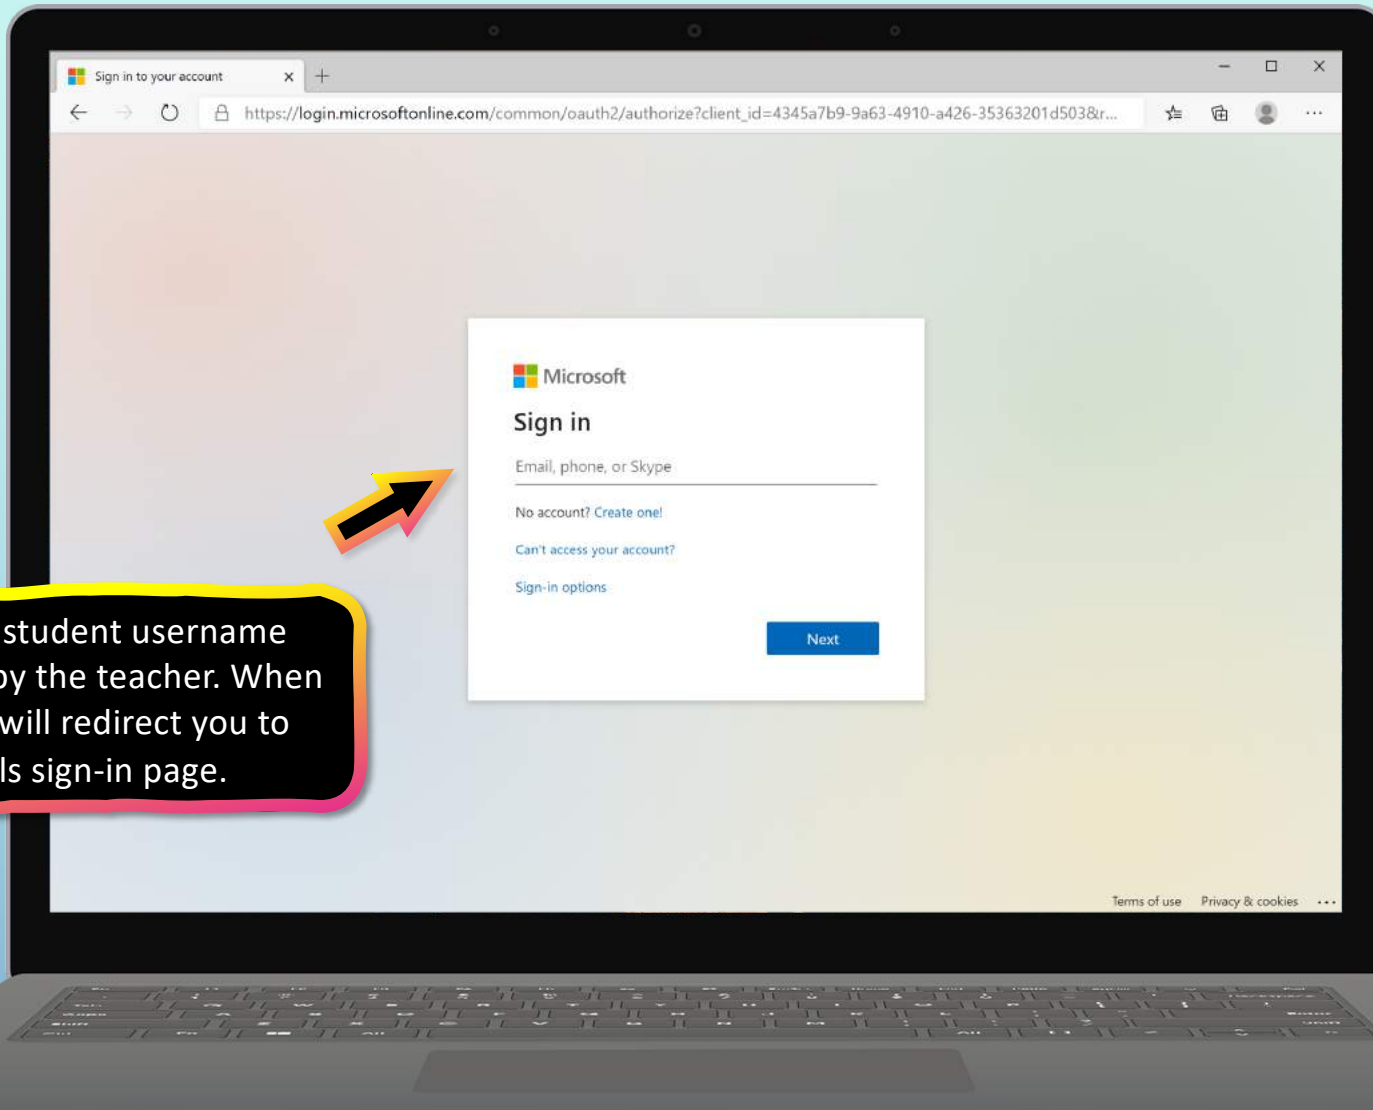 Sign in to your account
https://login.microsoftonline.com/common/oauth2/authorize?client_id=4345a7b9-9a63-4910-a426-35363201d503&r...
Microsoft
Sign in
Email, phone, or Skype
No account? Create one!
Can't access your account?
Sign-in options
Next
student username
by the teacher. When
will redirect you to
ls sign-in page.
Terms of use Privacy & cookies